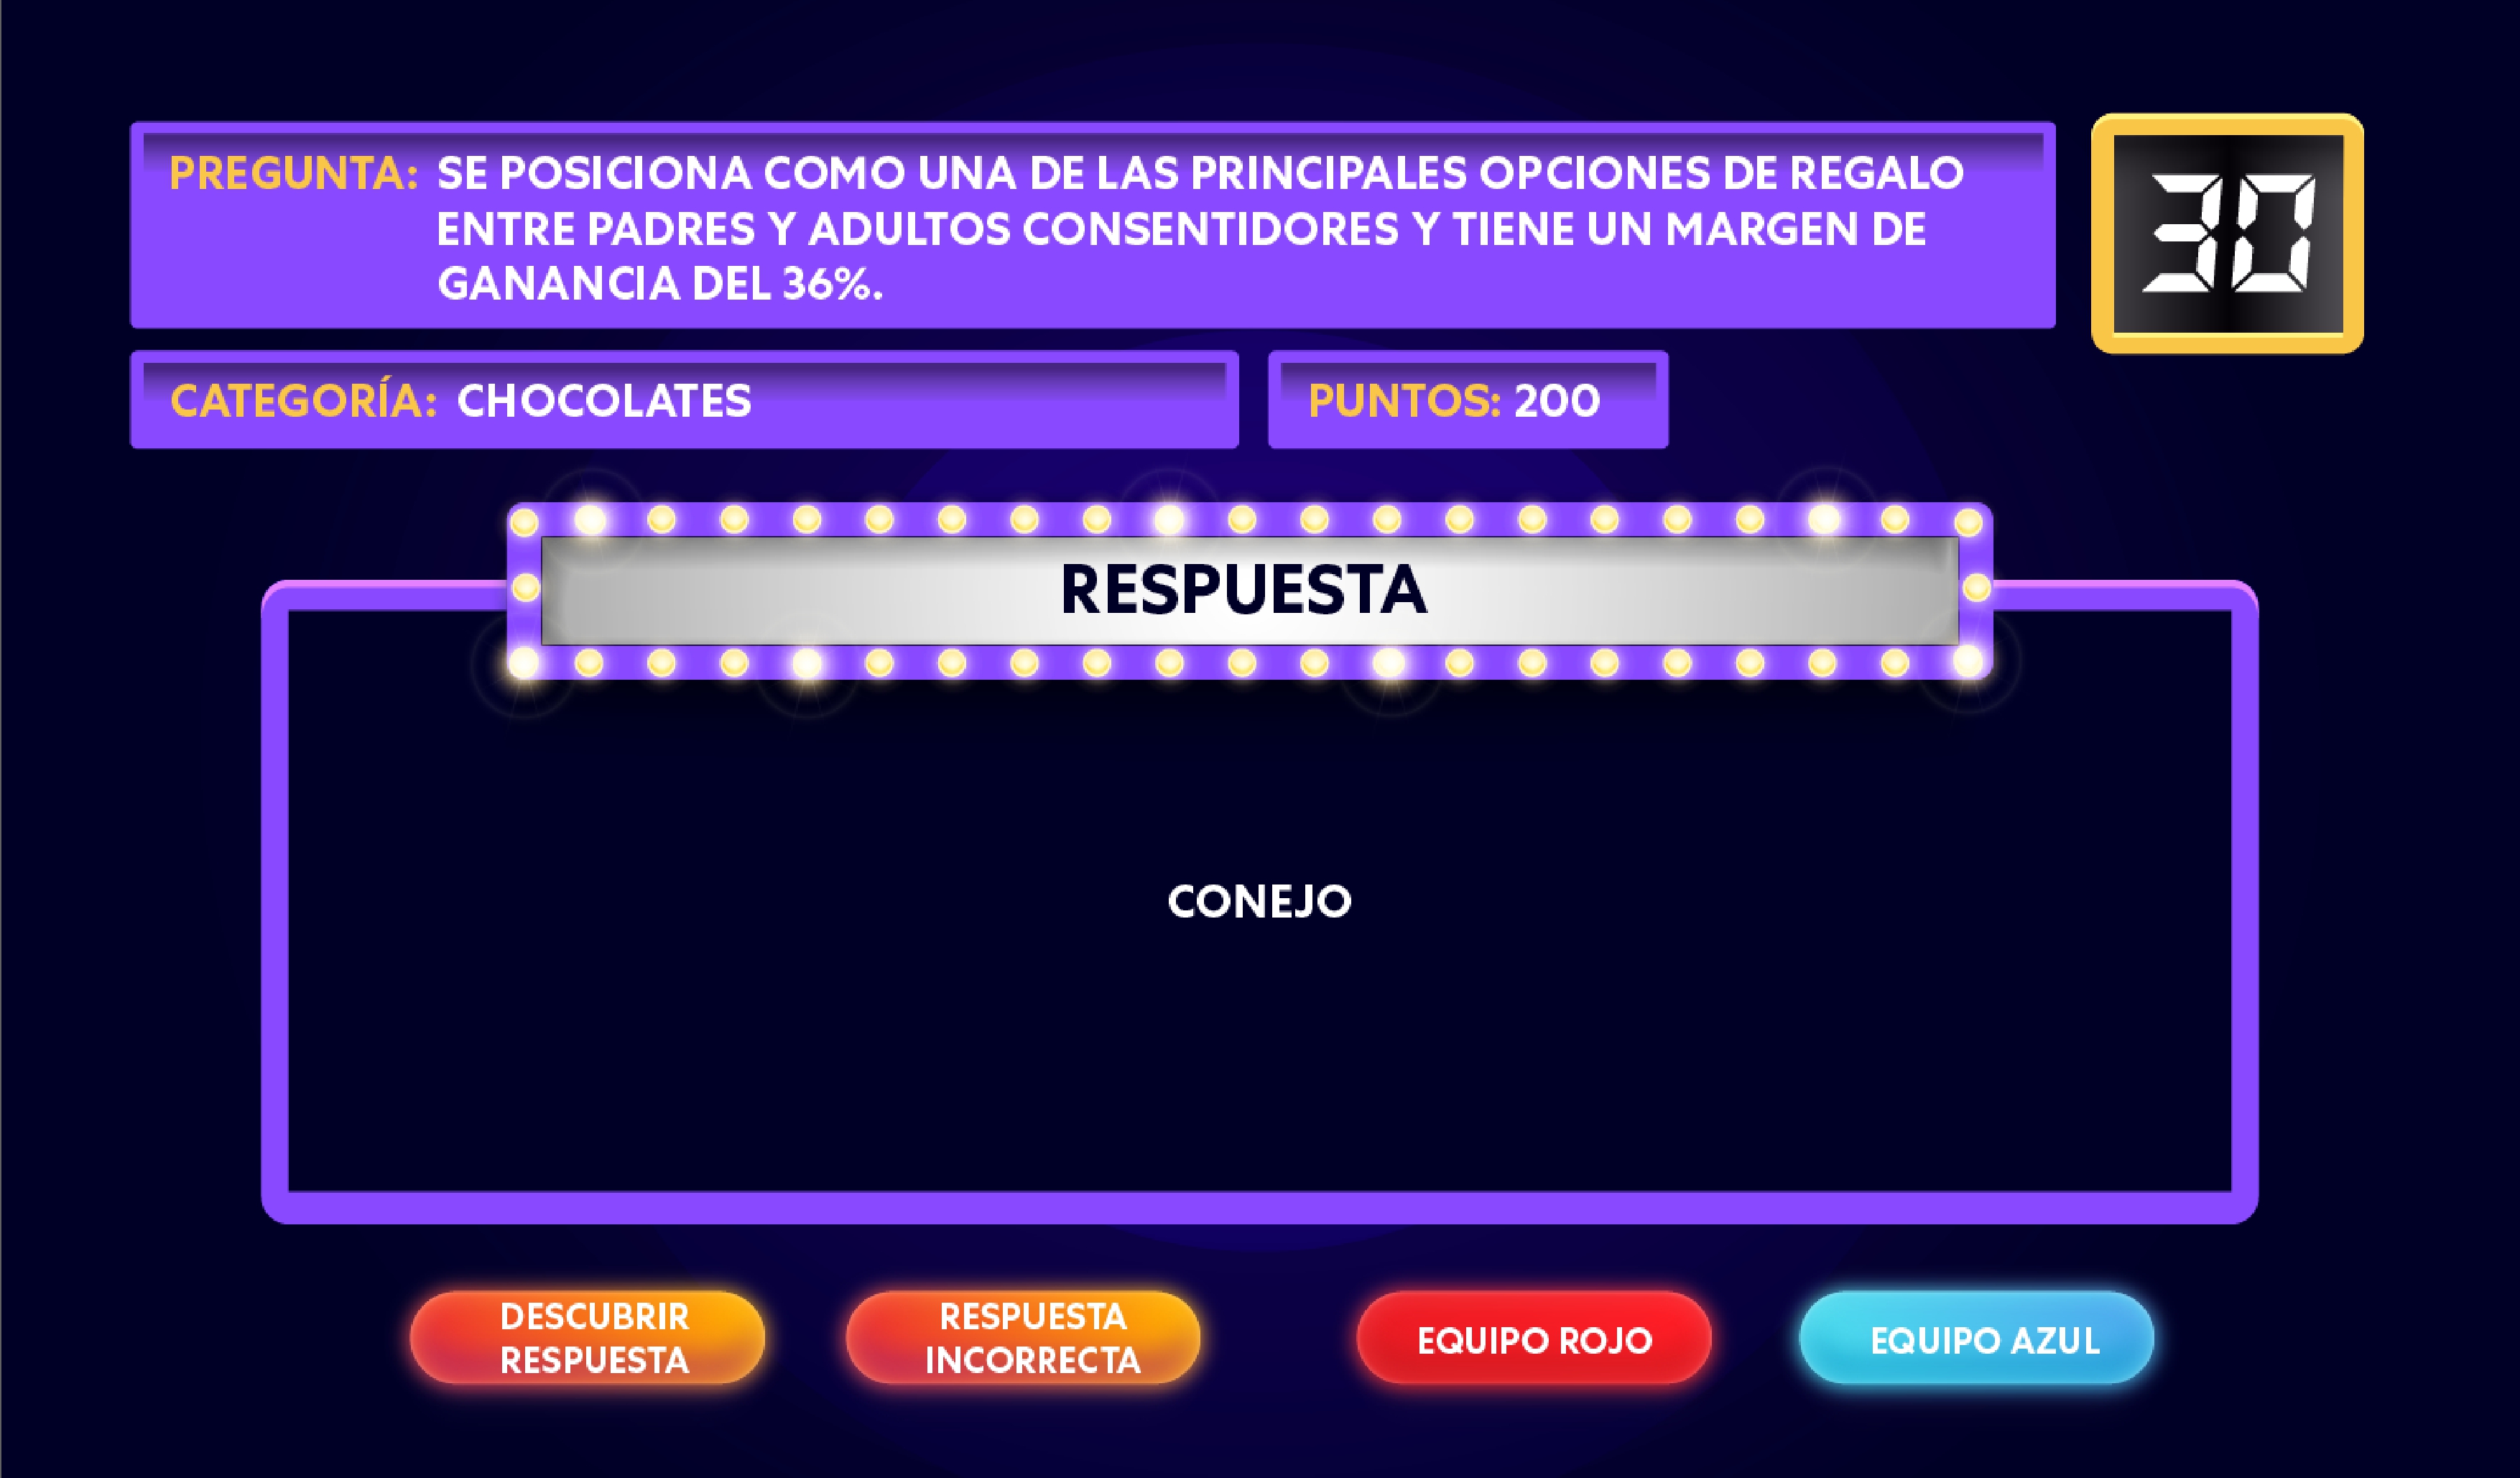 PREGUNTA: SE POSICIONA COMO UNA DE LAS PRINCIPALES OPCIONES DE REGALO
ENTRE PADRES Y ADULTOS CONSENTIDORES Y TIENE UN MARGEN DE
GANANCIA DEL 36%.
30
CATEGORÍA: CHOCOLATES
PUNTOS: 200
RESPUESTA
CONEJO
DESCUBRIR
RESPUESTA
RESPUESTA
INCORRECTA
EQUIPO ROJO
EQUIPO AZUL